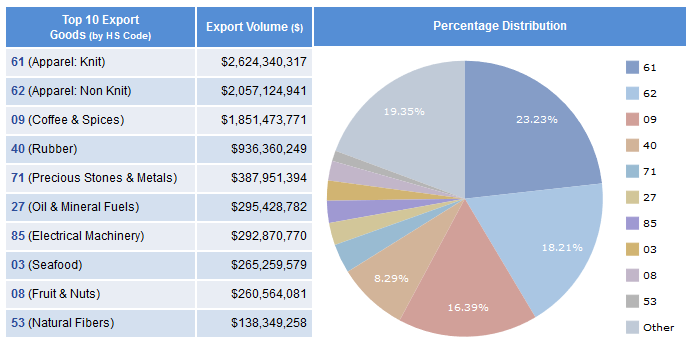 Top 10 Export
Goods (by HS Code)
Export Volume ($)
Percentage Distribution
61 (Apparel: Knit) $2,624,340,317
62 (Apparel: Non Knit) $2,057,124,941
09 (Coffee & Spices) $1,851,473,771
40 (Rubber) $936,360,249
71 (Precious Stones & Metals) $387,951,394
27 (Oil & Mineral Fuels) $295,428,782
85 (Electrical Machinery) $292,870,770
03 (Seafood) $265,259,579
08 (Fruit & Nuts) $260,564,081
53 (Natural Fibers) $138,349,258
19.35%
23.23%
18.21%
8.29%
16.39%
61
62
09
40
71
27
85
03
08
53
Other